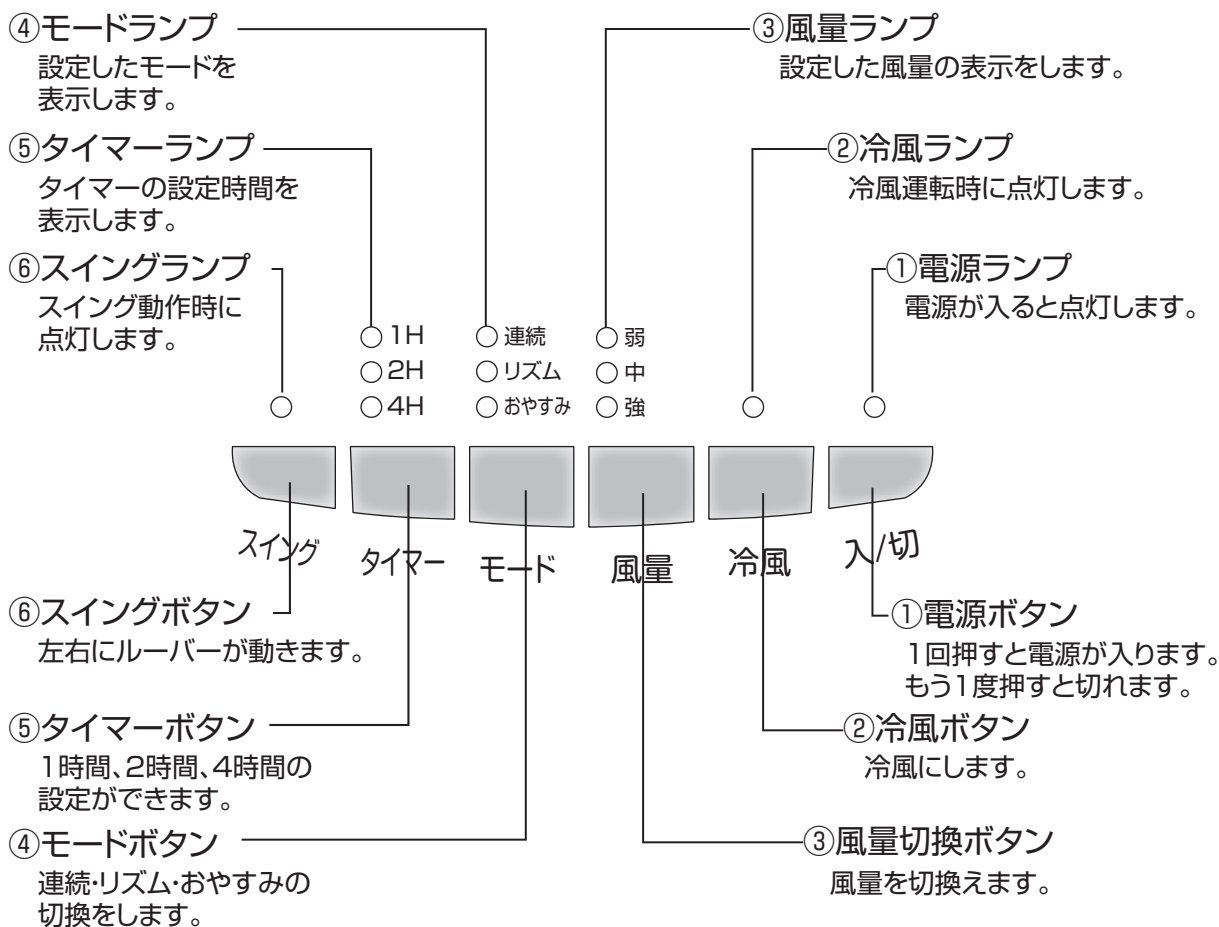 ④モードランプ
設定したモードを
表示します。
③風量ランプ
設定した風量の表示をします。
⑤タイマーランプ
タイマーの設定時間を
表示します。
②冷風ランプ
冷風運転時に点灯します。
⑥スイングランプ
スイング動作時に
点灯します。
①電源ランプ
電源が入ると点灯します。
1H
2H
4H
連続
リズム
おやすみ
弱
中
強
スイング
タイマー
モード
風量
冷風
入/切
⑥スイングボタン
左右にルーバーが動きます。
①電源ボタン
1回押すと電源が入ります。
もう1度押すと切れます。
⑤タイマーボタン
1時間、2時間、4時間の
設定ができます。
②冷風ボタン
冷風にします。
④モードボタン
連続・リズム・おやすみの
切換をします。
③風量切換ボタン
風量を切換えます。